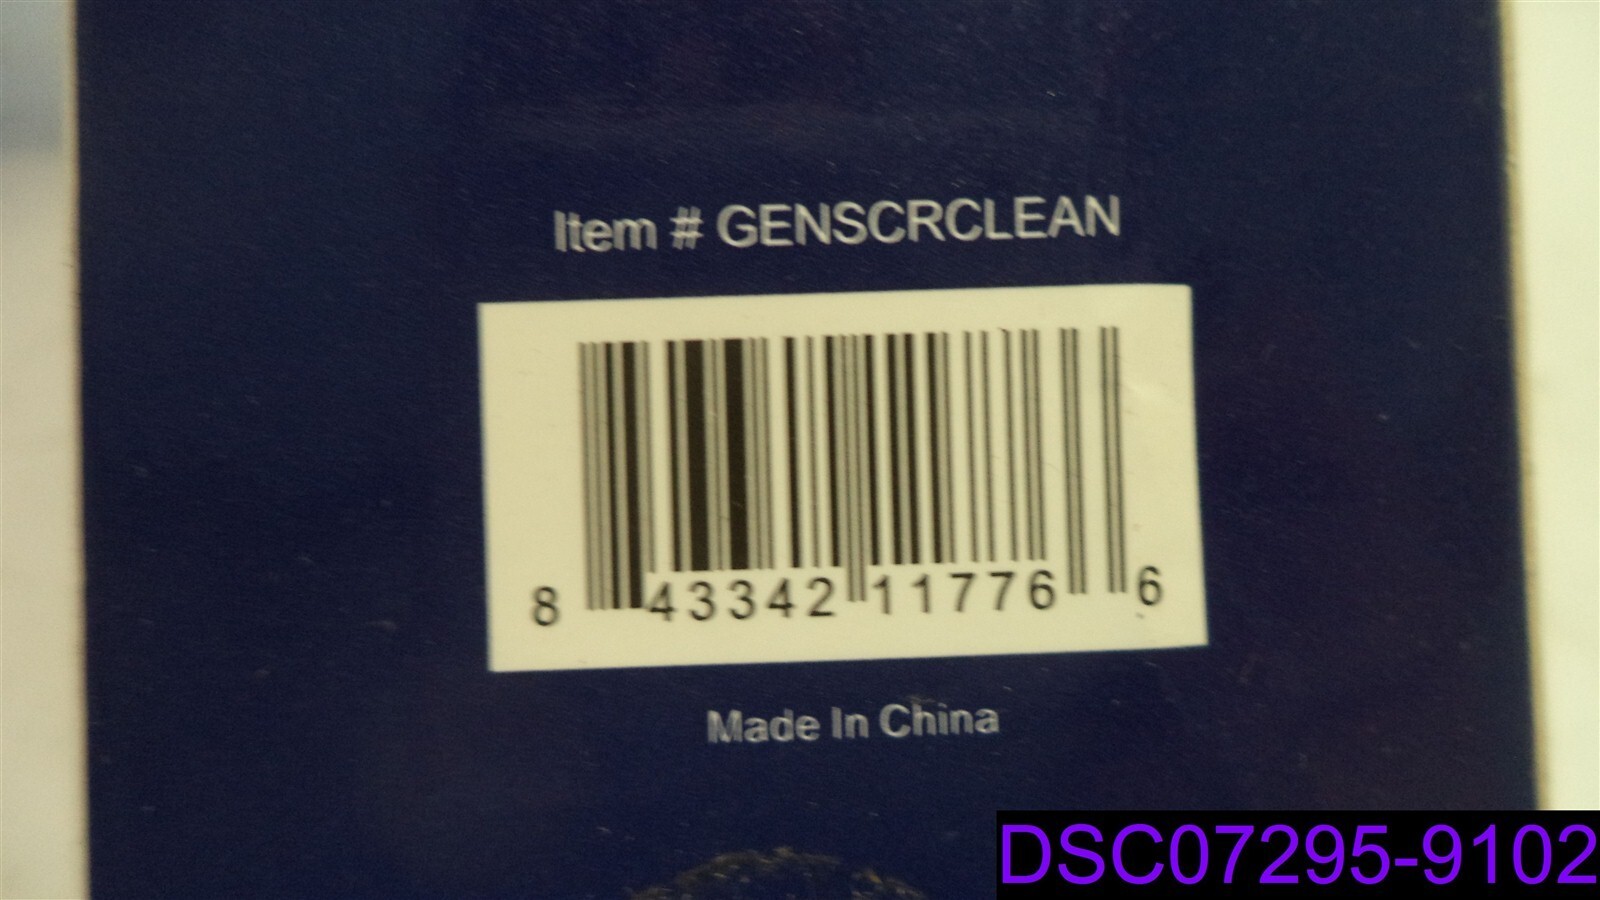 Item # GENSCRCLEAN
8 43342 11776 6
Made In China
DSC07295-9102